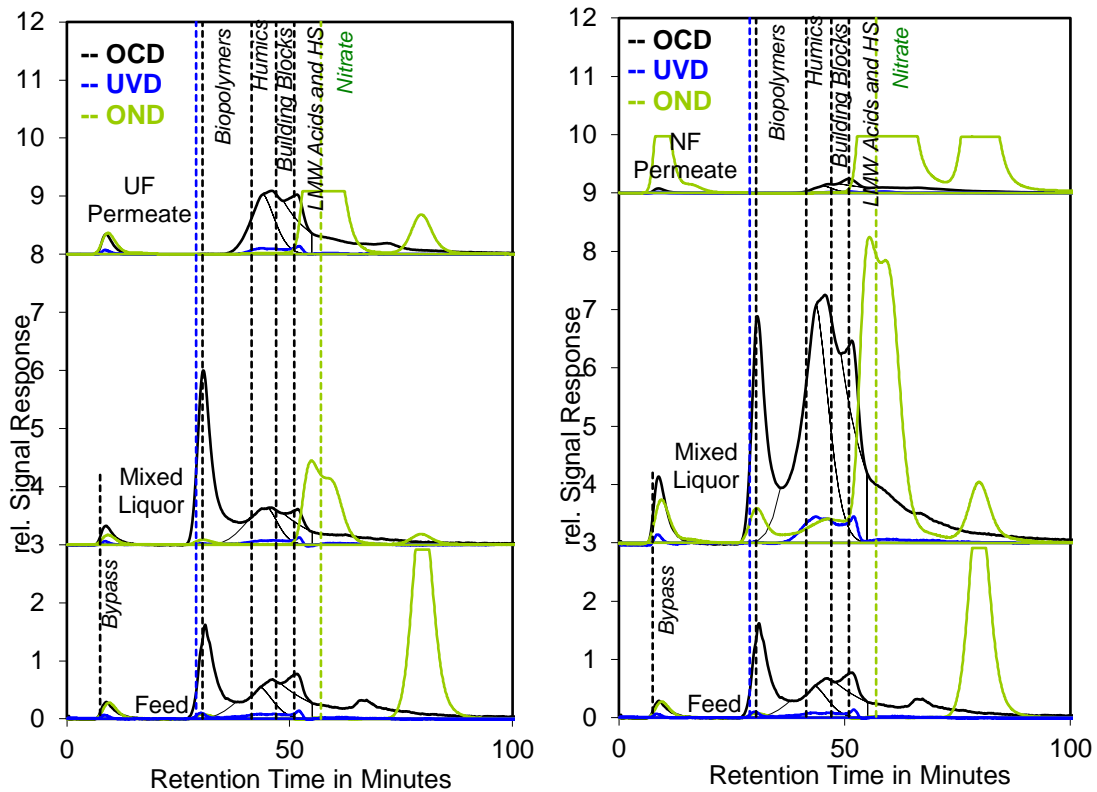 12
11
10
9
8
7
6
5
4
3
2
1
0
rel. Signal Response
-- OCD
-- UVD
-- OND
Biopolymers
Humics
Building Blocks
LMW Acids and HS
Nitrate
UF
Permeate
Mixed
Liquor
Bypass
Feed
0
50
100
Retention Time in Minutes
12
11
10
9
8
7
6
5
4
3
2
1
0
rel. Signal Response
-- OCD
-- UVD
-- OND
Biopolymers
Humics
Building Blocks
LMW Acids and HS
Nitrate
NF
Permeate
Mixed
Liquor
Bypass
Feed
0
50
100
Retention Time in Minutes